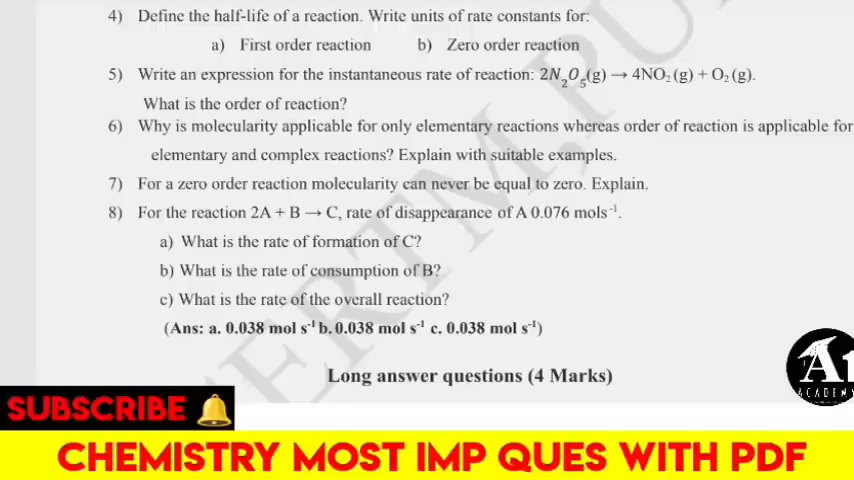 4) Define the half-life of a reaction. Write units of rate constants for:
a) First order reaction b) Zero order reaction
5) Write an expression for the instantaneous rate of reaction: 2N₂O₅(g) → 4NO₂ (g) + O₂ (g).
What is the order of reaction?
6) Why is molecularity applicable for only elementary reactions whereas order of reaction is applicable for
elementary and complex reactions? Explain with suitable examples.
7) For a zero order reaction molecularity can never be equal to zero. Explain.
8) For the reaction 2A + B → C, rate of disappearance of A 0.076 mols⁻¹.
a) What is the rate of formation of C?
b) What is the rate of consumption of B?
c) What is the rate of the overall reaction?
(Ans: a. 0.038 mol s⁻¹ b. 0.038 mol s⁻¹ c. 0.038 mol s⁻¹)
Long answer questions (4 Marks)
A1
ACADEMY
SUBSCRIBE
CHEMISTRY MOST IMP QUES WITH PDF